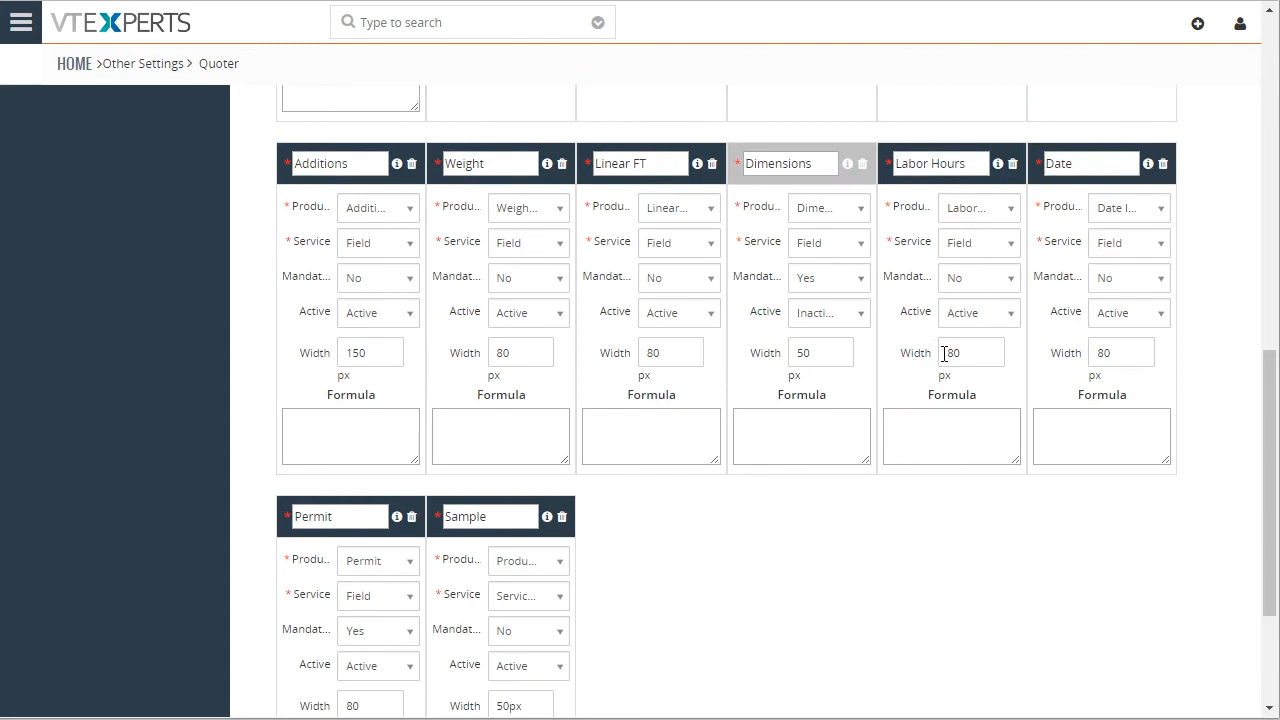 VTEXPERTS Type to search
HOME >Other Settings > Quoter
* Additions * Weight * Linear FT * Dimensions * Labor Hours * Date
* Produ.. Additi... * Produ.. Weigh... * Produ.. Linear... * Produ.. Dime... * Produ.. Labor... * Produ.. Date I...
* Service Field * Service Field * Service Field * Service Field * Service Field * Service Field
Mandat... No Mandat... No Mandat... No Mandat... Yes Mandat... No Mandat... No
Active Active Active Active Active Active Active Inacti... Active Active Active Active
Width 150 Width 80 Width 80 Width 50 Width 80 Width 80
px px px px px px
Formula Formula Formula Formula Formula Formula
* Permit * Sample
* Produ.. Permit * Produ.. Produ...
* Service Field * Service Servic...
Mandat... Yes Mandat... No
Active Active Active Active
Width 80 Width 50px